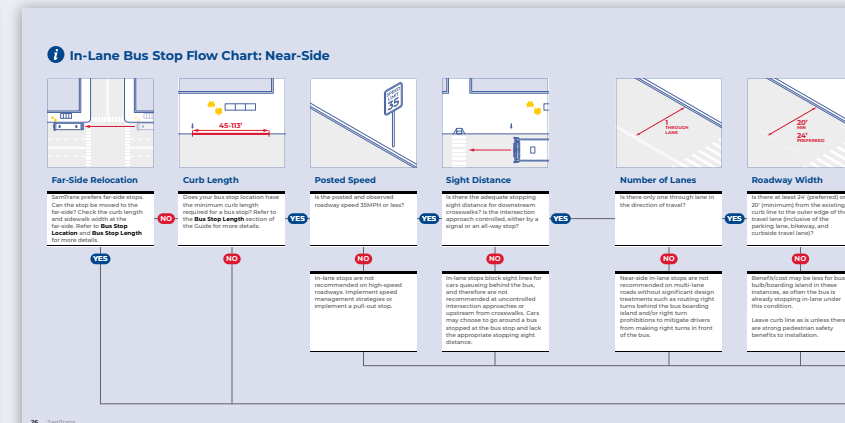 i In-Lane Bus Stop Flow Chart: Near-Side
45-113'
SPEED
LIMIT
35
1
THROUGH
LANE
20'
MIN
24'
PREFERRED
Far-Side Relocation
SamTrans prefers far-side stops.
Can the stop be moved to the
far-side? Check the curb length
and sidewalk width at the
far-side. Refer to Bus Stop
Location and Bus Stop Length
for more details.
NO
YES
Curb Length
Does your bus stop location have
the minimum curb length
required for a bus stop? Refer to
the Bus Stop Length section of
the Guide for more details.
YES
NO
Posted Speed
Is the posted and observed
roadway speed 35MPH or less?
YES
NO
In-lane stops are not
recommended on high-speed
roadways. Implement speed
management strategies or
implement a pull-out stop.
Sight Distance
Is there the adequate stopping
sight distance for downstream
crosswalks? Is the intersection
approach controlled, either by a
signal or an all-way stop?
YES
NO
In-lane stops block sight lines for
cars queueing behind the bus,
and therefore are not
recommended at uncontrolled
intersection approaches or
upstream from crosswalks. Cars
may choose to go around a bus
stopped at the bus stop and lack
the appropriate stopping sight
distance.
Number of Lanes
Is there only one through lane in
the direction of travel?
YES
NO
Near-side in-lane stops are not
recommended on multi-lane
roads without significant design
treatments such as routing right
turns behind the bus boarding
island and/or right turn
prohibitions to mitigate drivers
from making right turns in front
of the bus.
Roadway Width
Is there at least 24' (preferred) or
20' (minimum) from the existing
curb line to the outer edge of the
travel lane (inclusive of the
parking lane, bikeway, and
curbside travel lane)?
NO
Benefit/cost may be less for bus
bulb/boarding island in these
instances, as often the bus is
already stopping in-lane under
this condition.
Leave curb line as is unless there
are strong pedestrian safety
benefits to installation.
26 SamTrans